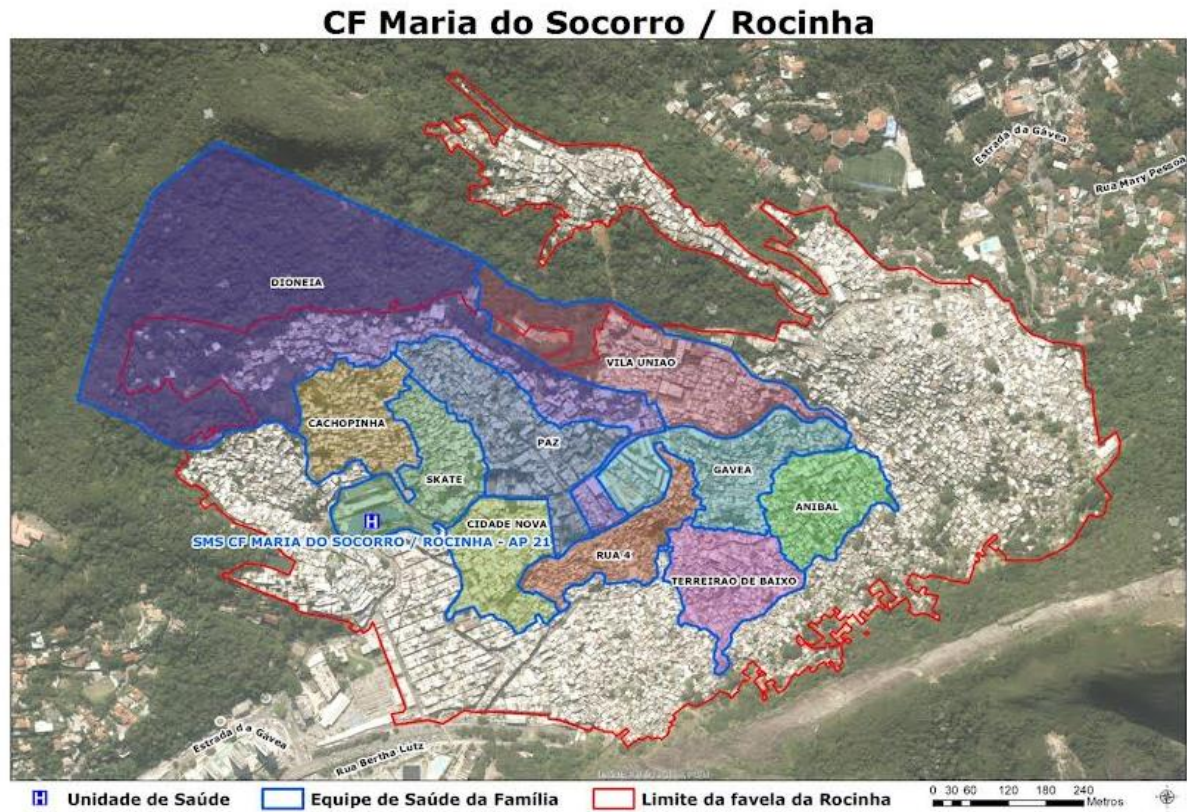 CF Maria do Socorro / Rocinha
Estrada da Gávea
Rua Mary Pessoa
DIONEIA
VILA UNIAO
CACHOPINHA
PAZ
SKATE
GAVEA
ANIBAL
CIDADE NOVA
H
SMS CF MARIA DO SOCORRO / ROCINHA - AP 21
RUA 4
TERREIRAO DE BAIXO
Estrada da Gávea
Rua Bertha Lutz
H Unidade de Saúde Equipe de Saúde da Família Limite da favela da Rocinha
0 30 60 120 180 240
Metros